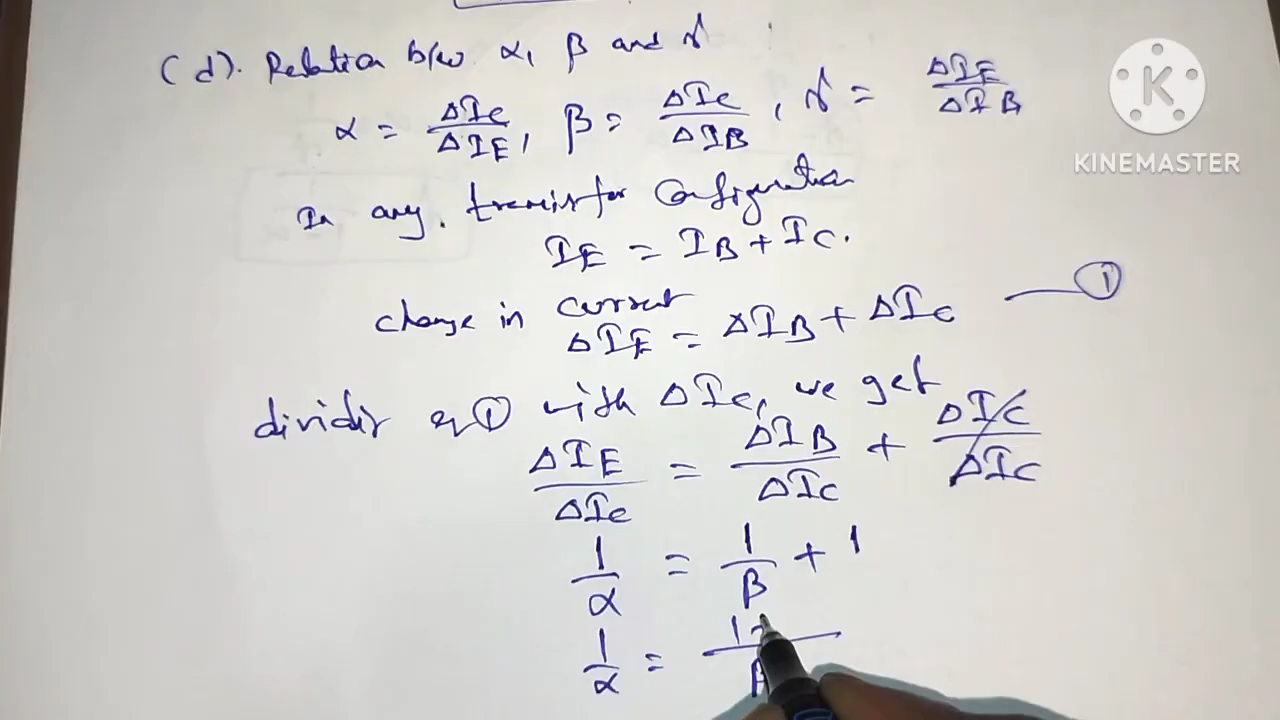 (d). Relation b/w α, β and γ
α = ΔIC/ΔIE, β = ΔIC/ΔIB, γ = ΔIE/ΔIB
KINEMASTER
In any. transistor Configuration
IE = IB + IC.
change in current
ΔIE = ΔIB + ΔIC — ①
dividing eq ① with ΔIC, we get
ΔIE/ΔIC = ΔIB/ΔIC + ΔIC/ΔIC
1/α = 1/β + 1
1/α = 1